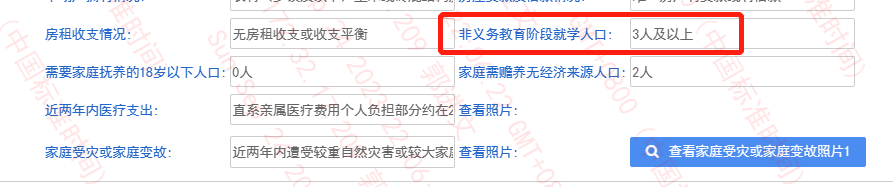 房租收支情况： 无房租收支或收支平衡 非义务教育阶段就学人口： 3人及以上
需要家庭抚养的18岁以下人口： 0人 家庭需赡养无经济来源人口： 2人
近两年内医疗支出： 直系亲属医疗费用个人负担部分约在2 查看照片：
家庭受灾或家庭变故： 近两年内遭受较重自然灾害或较大家庭 查看照片： 查看家庭受灾或家庭变故照片1